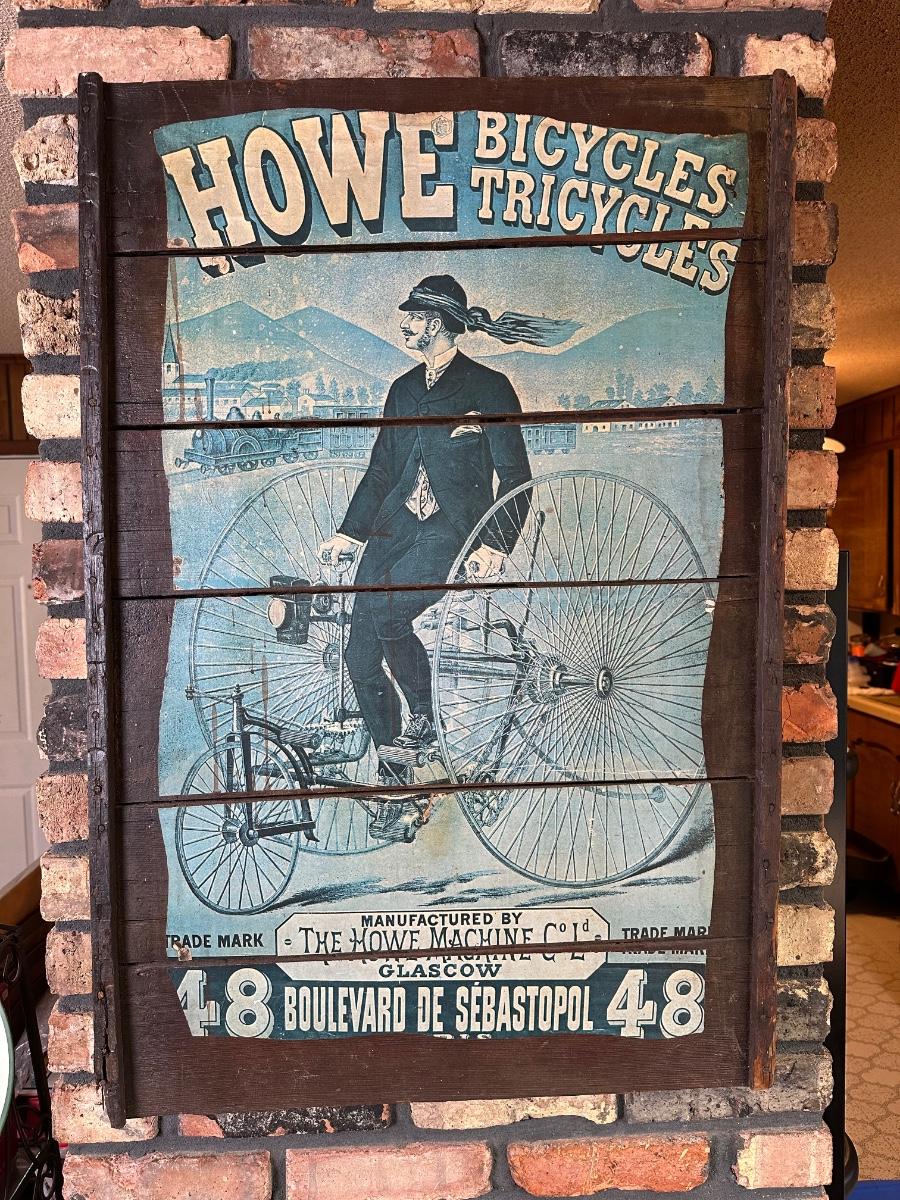 HOWE
BICYCLES
TRICYCLES
MANUFACTURED BY
TRADE MARK
THE HOWE MACHINE Cº Lᵈ
TRADE MAR
GLASCOW
48
BOULEVARD DE SÉBASTOPOL
48